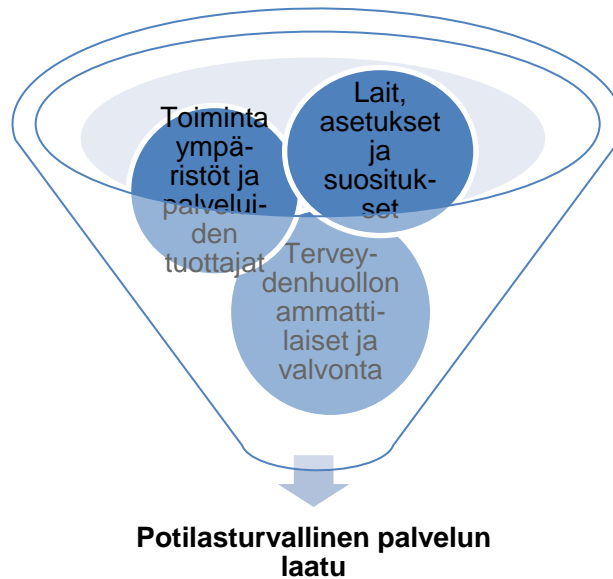 Toiminta
ympä-
ristöt ja
palvelui-
den
tuottajat
Lait,
asetukset
ja
suosituk-
set
Tervey-
denhuollon
ammatti-
laiset ja
valvonta
Potilasturvallinen palvelun
laatu